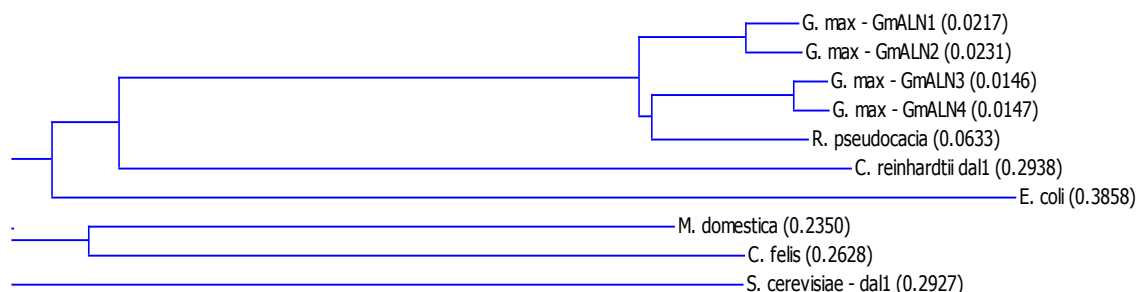 G. max - GmALN1 (0.0217)
G. max - GmALN2 (0.0231)
G. max - GmALN3 (0.0146)
G. max - GmALN4 (0.0147)
R. pseudocacia (0.0633)
C. reinhardtii dal1 (0.2938)
E. coli (0.3858)
M. domestica (0.2350)
C. felis (0.2628)
S. cerevisiae - dal1 (0.2927)